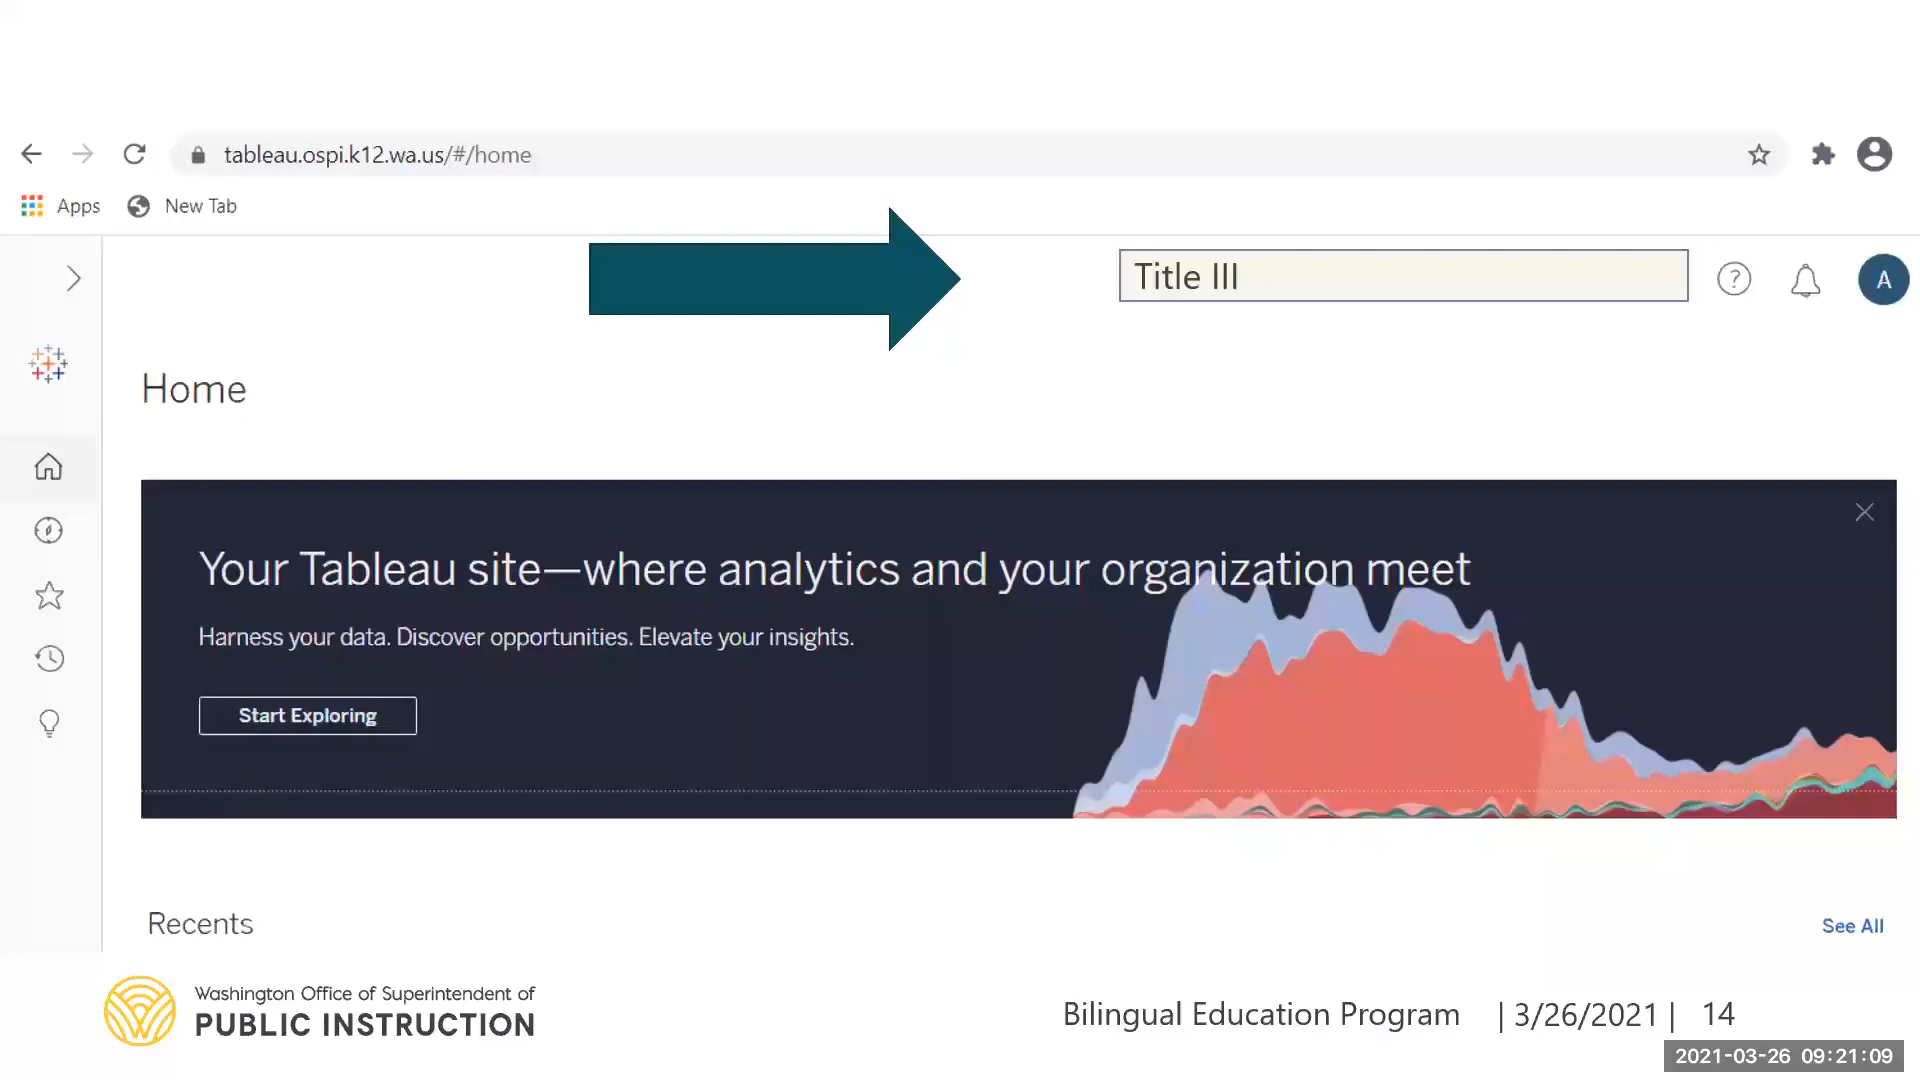 tableau.ospi.k12.wa.us/#/home
Apps
New Tab
Title III
?
A
Home
Your Tableau site—where analytics and your organization meet
Harness your data. Discover opportunities. Elevate your insights.
Start Exploring
Recents
See All
Washington Office of Superintendent of
PUBLIC INSTRUCTION
Bilingual Education Program | 3/26/2021 | 14
2021-03-26 09:21:09